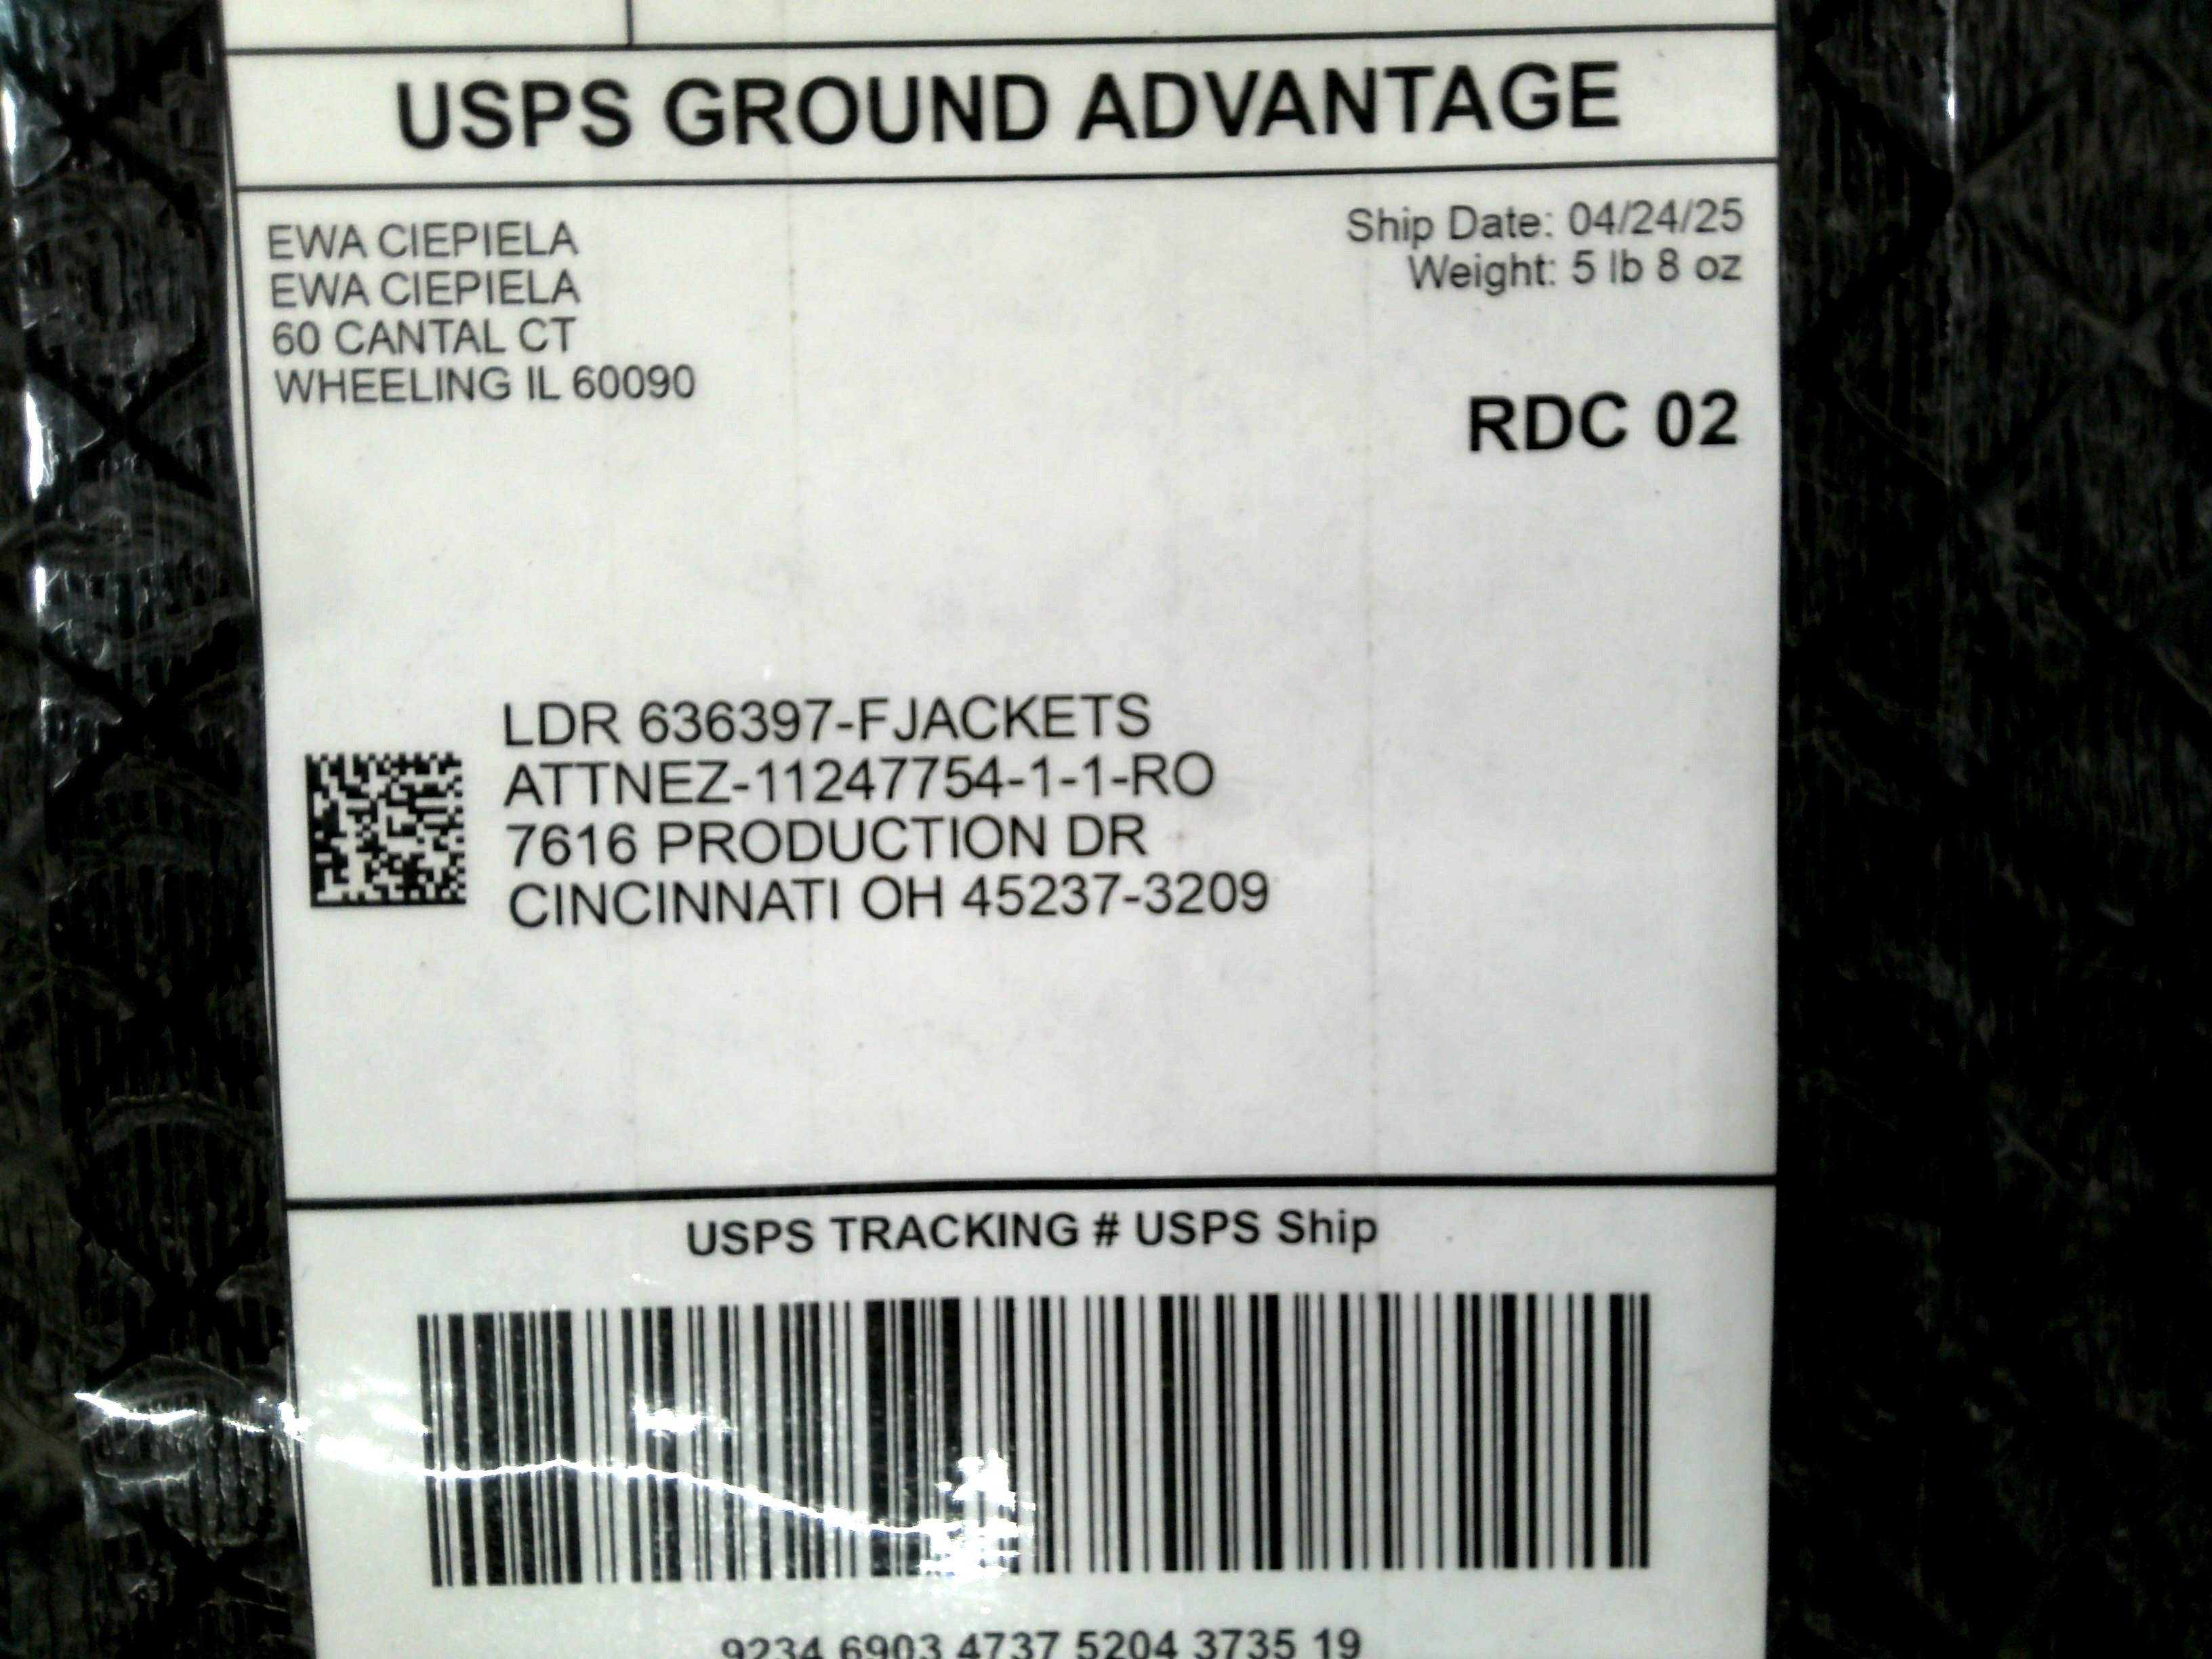 USPS GROUND ADVANTAGE
EWA CIEPIELA
EWA CIEPIELA
60 CANTAL CT
WHEELING IL 60090
Ship Date: 04/24/25
Weight: 5 lb 8 oz
RDC 02
LDR 636397-FJACKETS
ATTNEZ-11247754-1-1-RO
7616 PRODUCTION DR
CINCINNATI OH 45237-3209
USPS TRACKING # USPS Ship
9234 6903 4737 5204 3735 19